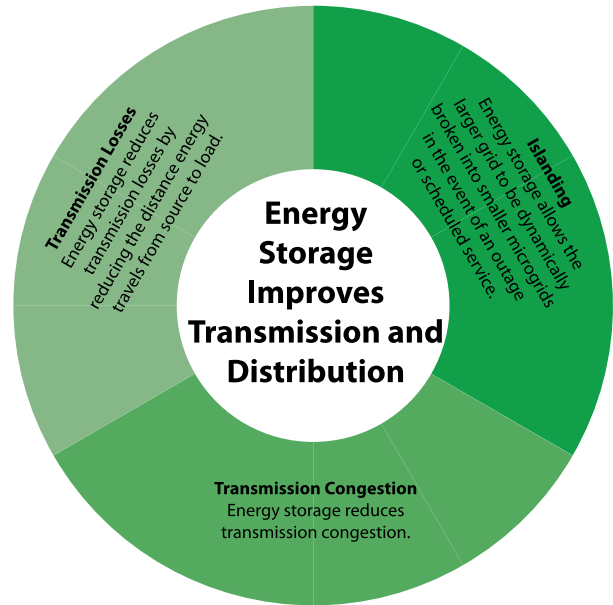 Energy
Storage
Improves
Transmission and
Distribution
Islanding
Energy storage allows the
larger grid to be dynamically
broken into smaller microgrids
in the event of an outage
or scheduled service.
Transmission Congestion
Energy storage reduces
transmission congestion.
Transmission Losses
Energy storage reduces
transmission losses by
reducing the distance energy
travels from source to load.